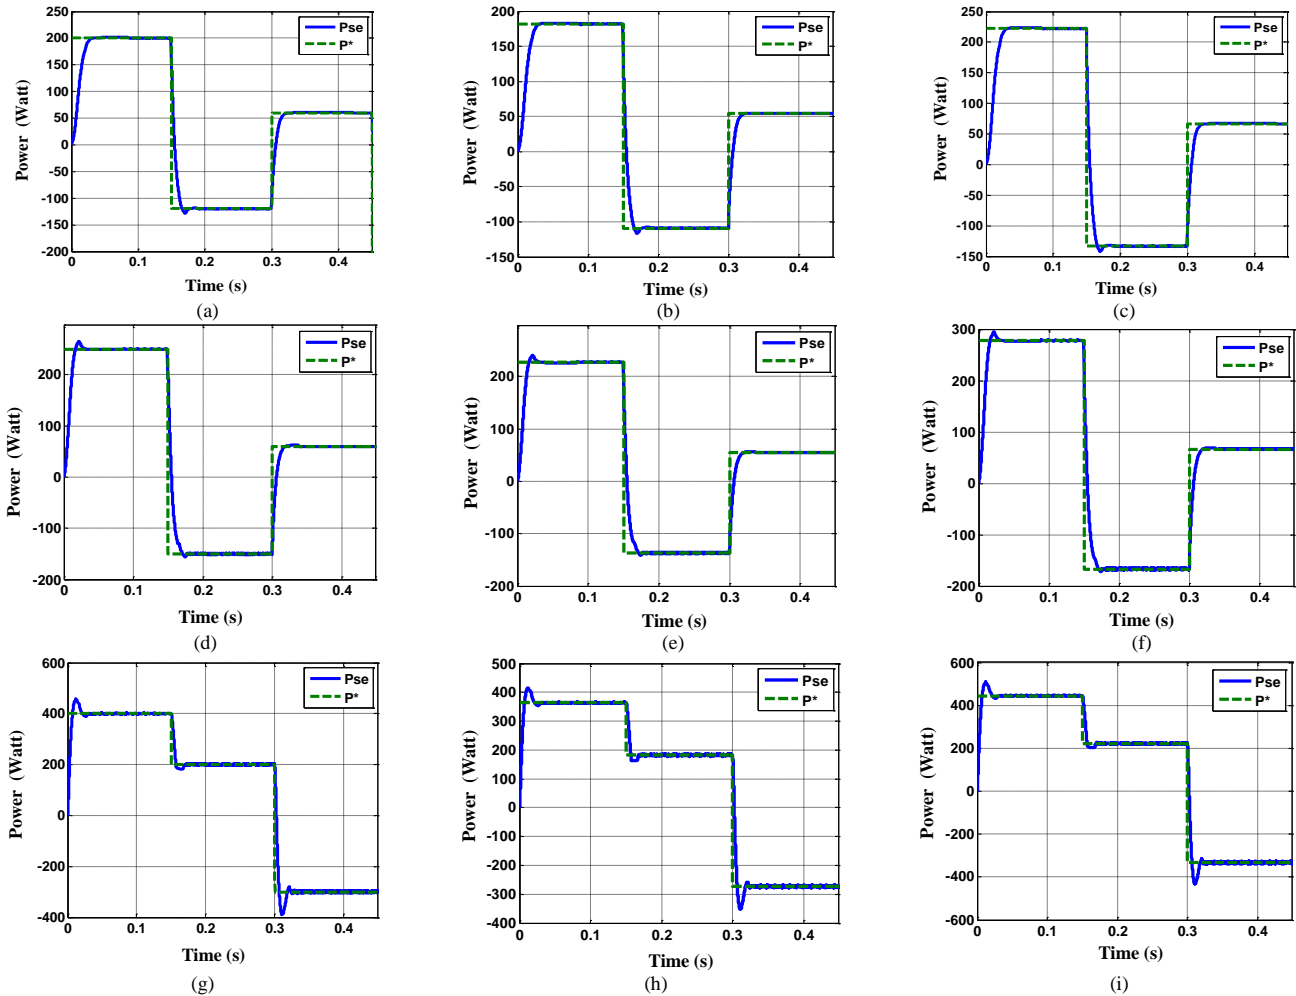 250
200
150
100
50
0
-50
-100
-150
-200
Power (Watt)
Pse
P*
0
0.1
0.2
0.3
0.4
Time (s)
(a)
200
150
100
50
0
-50
-100
-150
Power (Watt)
Pse
P*
0
0.1
0.2
0.3
0.4
Time (s)
(b)
250
200
150
100
50
0
-50
-100
-150
Power (Watt)
Pse
P*
0
0.1
0.2
0.3
0.4
Time (s)
(c)
200
100
0
-100
-200
Power (Watt)
Pse
P*
0
0.1
0.2
0.3
0.4
Time (s)
(d)
200
100
0
-100
-200
Power (Watt)
Pse
P*
0
0.1
0.2
0.3
0.4
Time (s)
(e)
300
200
100
0
-100
-200
Power (Watt)
Pse
P*
0
0.1
0.2
0.3
0.4
Time (s)
(f)
600
400
200
0
-200
-400
Power (Watt)
Pse
P*
0
0.1
0.2
0.3
0.4
Time (s)
(g)
500
400
300
200
100
0
-100
-200
-300
-400
Power (Watt)
Pse
P*
0
0.1
0.2
0.3
0.4
Time (s)
(h)
600
400
200
0
-200
-400
-600
Power (Watt)
Pse
P*
0
0.1
0.2
0.3
0.4
Time (s)
(i)